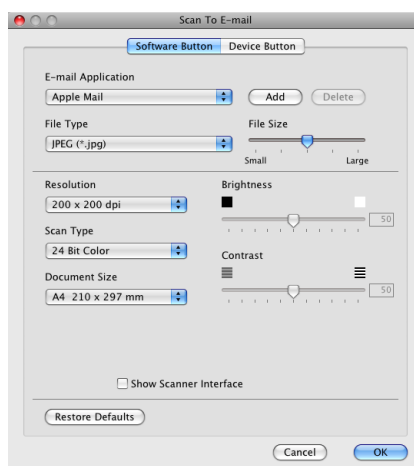 Scan To E-mail
Software Button Device Button
E-mail Application
Apple Mail Add Delete
File Type File Size
JPEG (*.jpg)
Small Large
Resolution Brightness
200 x 200 dpi 50
Scan Type
24 Bit Color Contrast
Document Size
A4 210 x 297 mm 50
Show Scanner Interface
Restore Defaults
Cancel OK